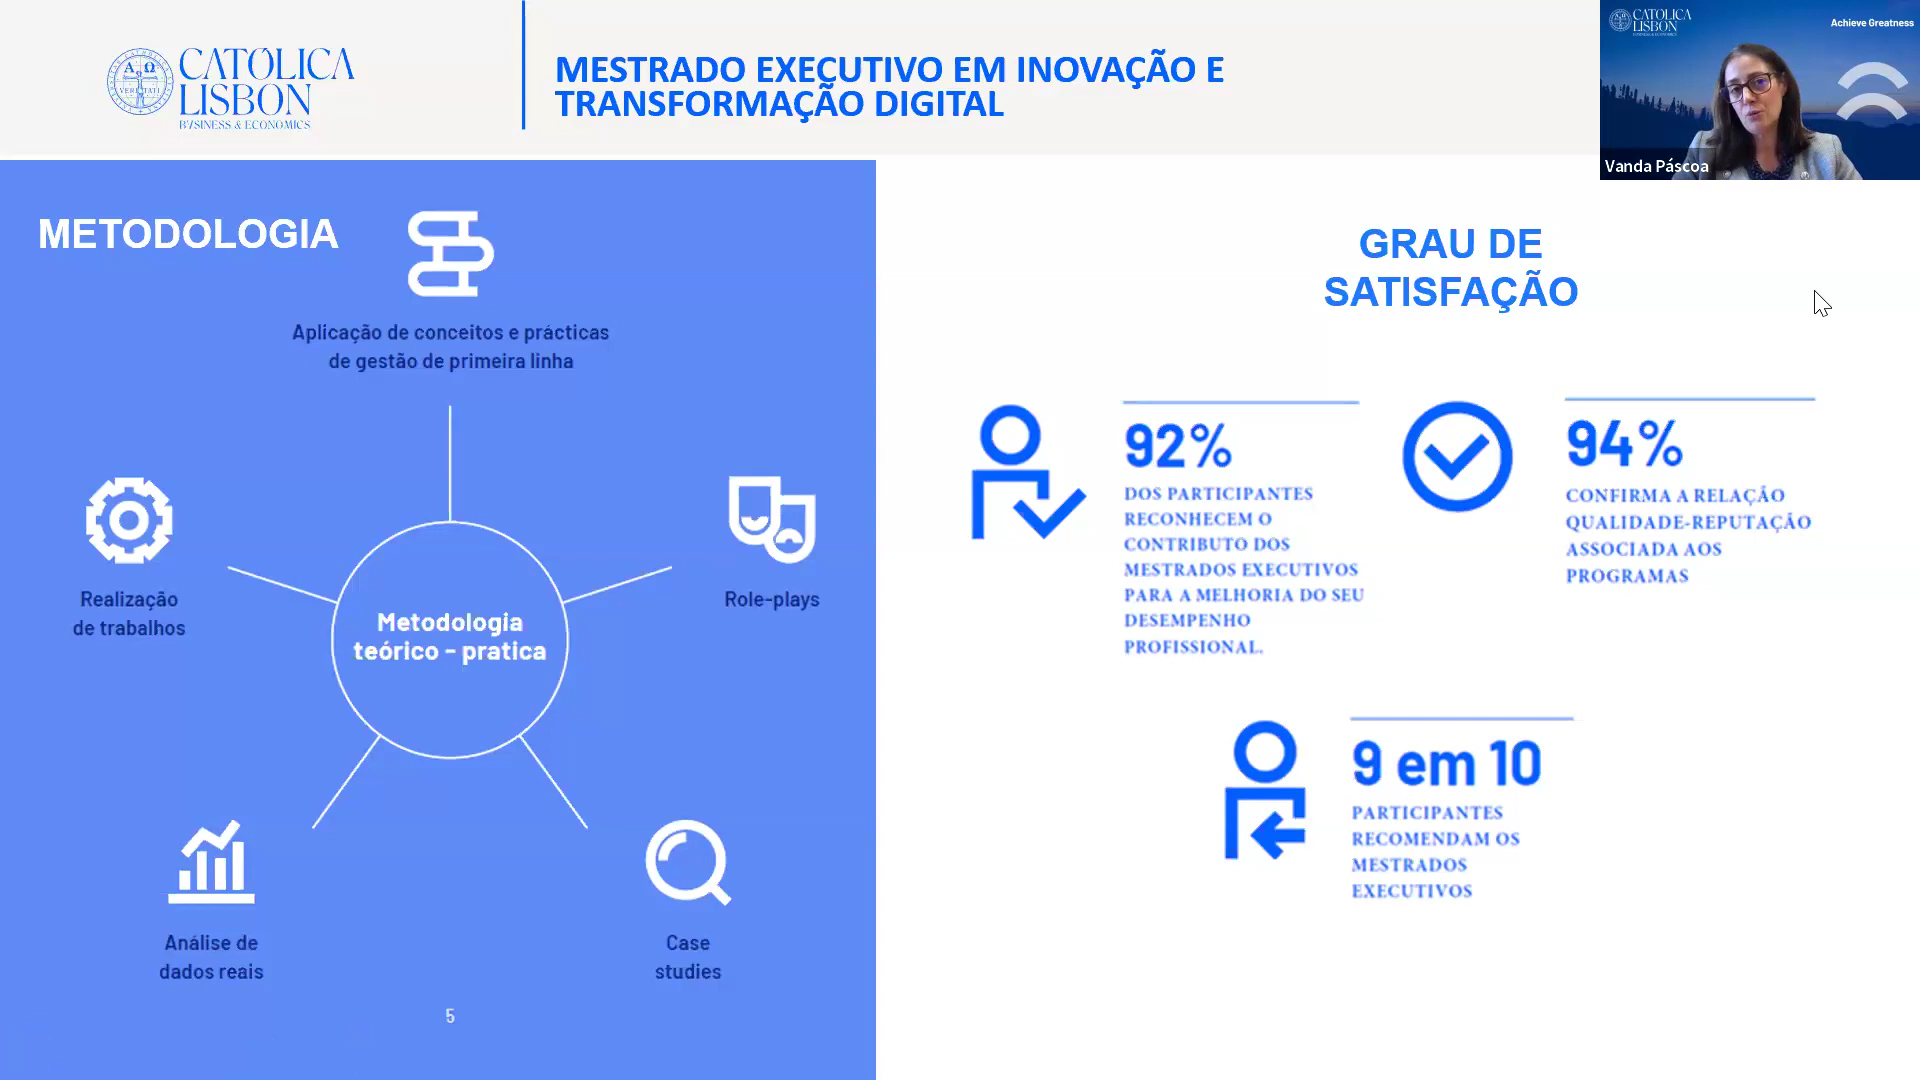 CATÓLICA
LISBON
BVSINESS & ECONOMICS
MESTRADO EXECUTIVO EM INOVAÇÃO E
TRANSFORMAÇÃO DIGITAL
CATÓLICA
LISBON
Achieve Greatness
Vanda Páscoa
METODOLOGIA
Aplicação de conceitos e prácticas
de gestão de primeira linha
Realização
de trabalhos
Role-plays
Metodologia
teórico - pratica
Análise de
dados reais
Case
studies
5
GRAU DE
SATISFAÇÃO
92%
DOS PARTICIPANTES
RECONHECEM O
CONTRIBUTO DOS
MESTRADOS EXECUTIVOS
PARA A MELHORIA DO SEU
DESEMPENHO
PROFISSIONAL.
94%
CONFIRMA A RELAÇÃO
QUALIDADE-REPUTAÇÃO
ASSOCIADA AOS
PROGRAMAS
9 em 10
PARTICIPANTES
RECOMENDAM OS
MESTRADOS
EXECUTIVOS